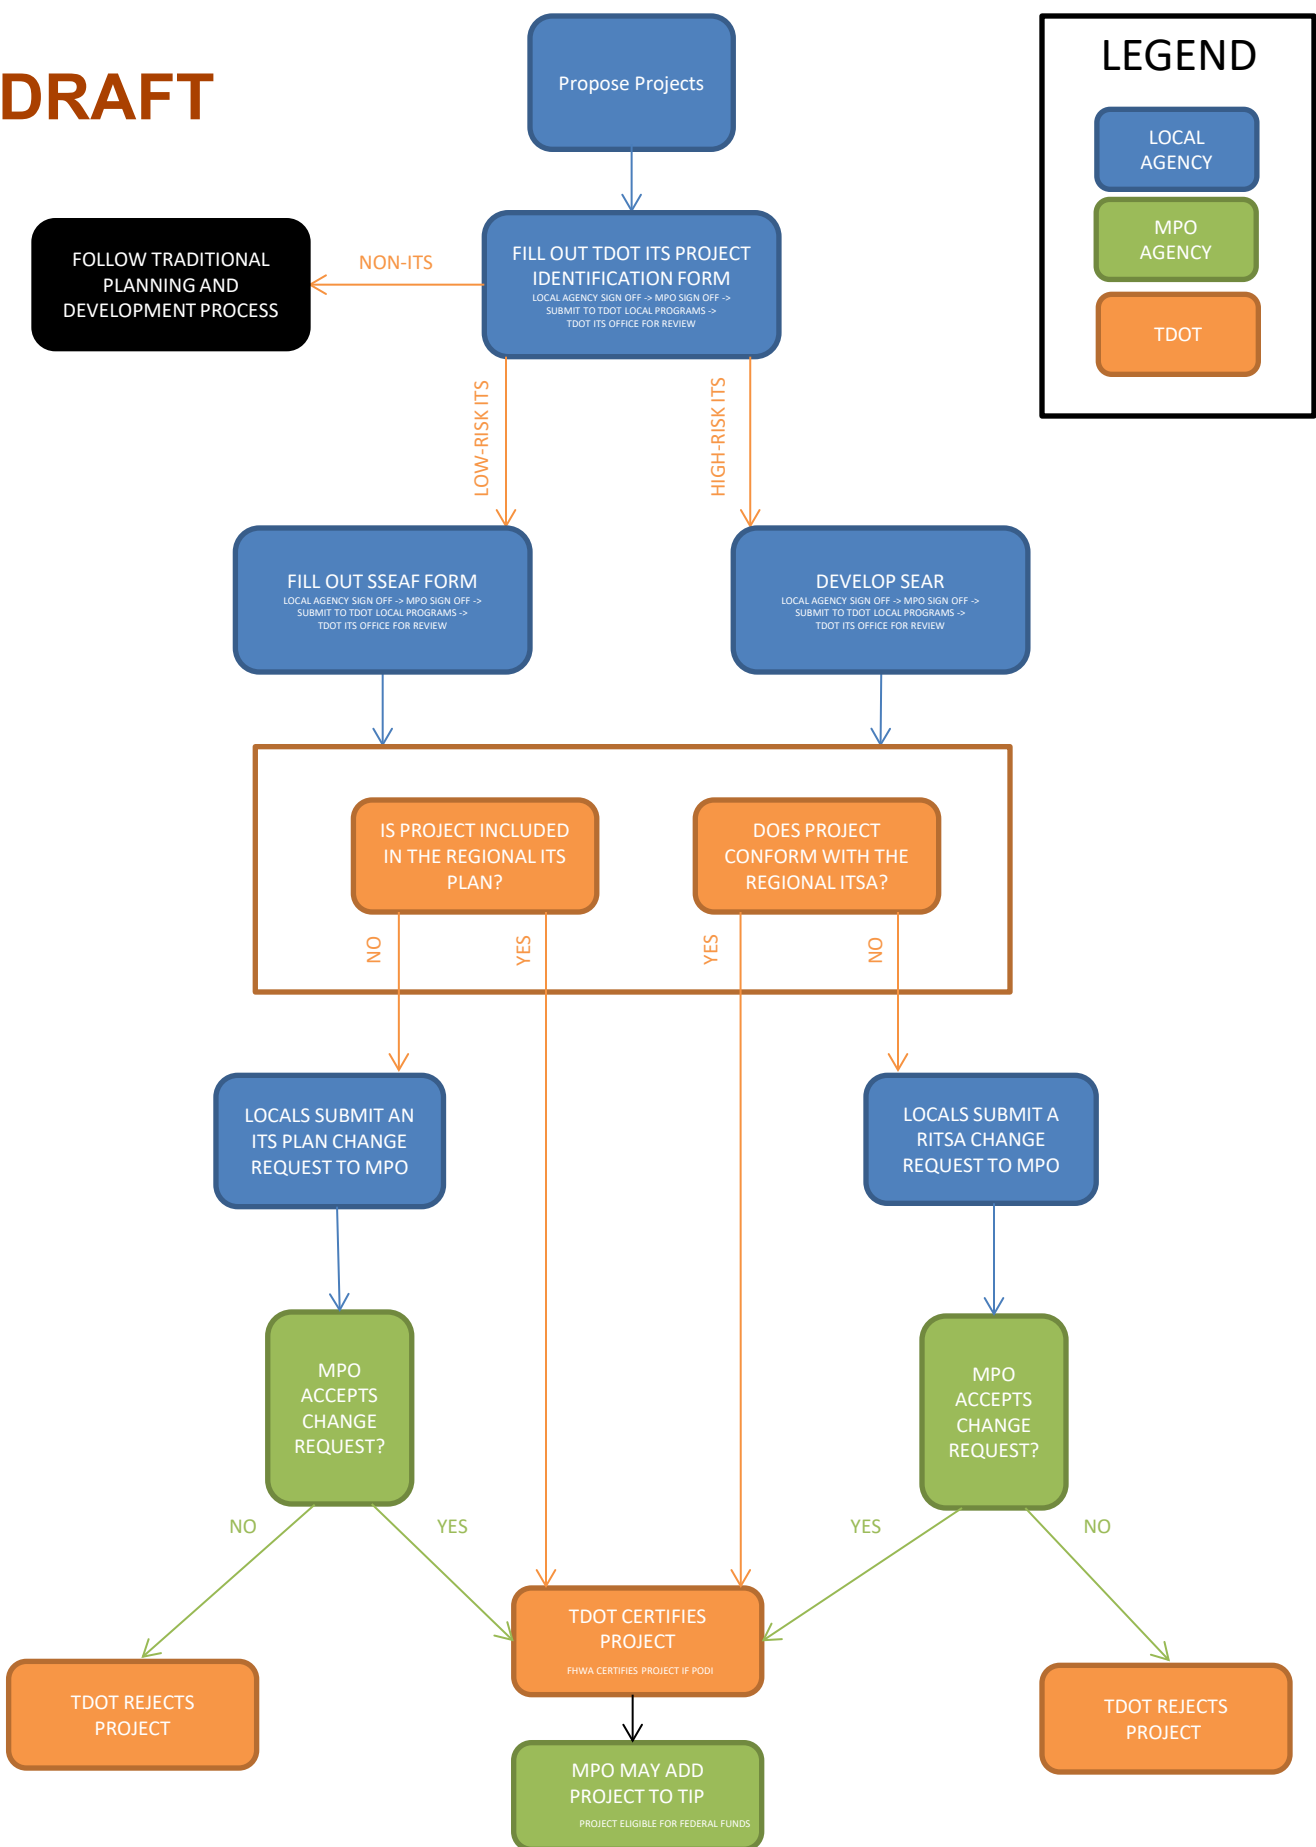 DRAFT
Propose Projects
LEGEND
LOCAL
AGENCY
MPO
AGENCY
TDOT
FILL OUT TDOT ITS PROJECT
IDENTIFICATION FORM
LOCAL AGENCY SIGN OFF -> MPO SIGN OFF ->
SUBMIT TO TDOT LOCAL PROGRAMS ->
TDOT ITS OFFICE FOR REVIEW
NON-ITS
FOLLOW TRADITIONAL
PLANNING AND
DEVELOPMENT PROCESS
LOW-RISK ITS
HIGH-RISK ITS
FILL OUT SSEAF FORM
LOCAL AGENCY SIGN OFF -> MPO SIGN OFF ->
SUBMIT TO TDOT LOCAL PROGRAMS ->
TDOT ITS OFFICE FOR REVIEW
DEVELOP SEAR
LOCAL AGENCY SIGN OFF -> MPO SIGN OFF ->
SUBMIT TO TDOT LOCAL PROGRAMS ->
TDOT ITS OFFICE FOR REVIEW
IS PROJECT INCLUDED
IN THE REGIONAL ITS
PLAN?
DOES PROJECT
CONFORM WITH THE
REGIONAL ITSA?
NO
YES
YES
NO
LOCALS SUBMIT AN
ITS PLAN CHANGE
REQUEST TO MPO
LOCALS SUBMIT A
RITSA CHANGE
REQUEST TO MPO
MPO
ACCEPTS
CHANGE
REQUEST?
MPO
ACCEPTS
CHANGE
REQUEST?
NO
YES
YES
NO
TDOT CERTIFIES
PROJECT
FHWA CERTIFIES PROJECT IF PODI
TDOT REJECTS
PROJECT
TDOT REJECTS
PROJECT
MPO MAY ADD
PROJECT TO TIP
PROJECT ELIGIBLE FOR FEDERAL FUNDS